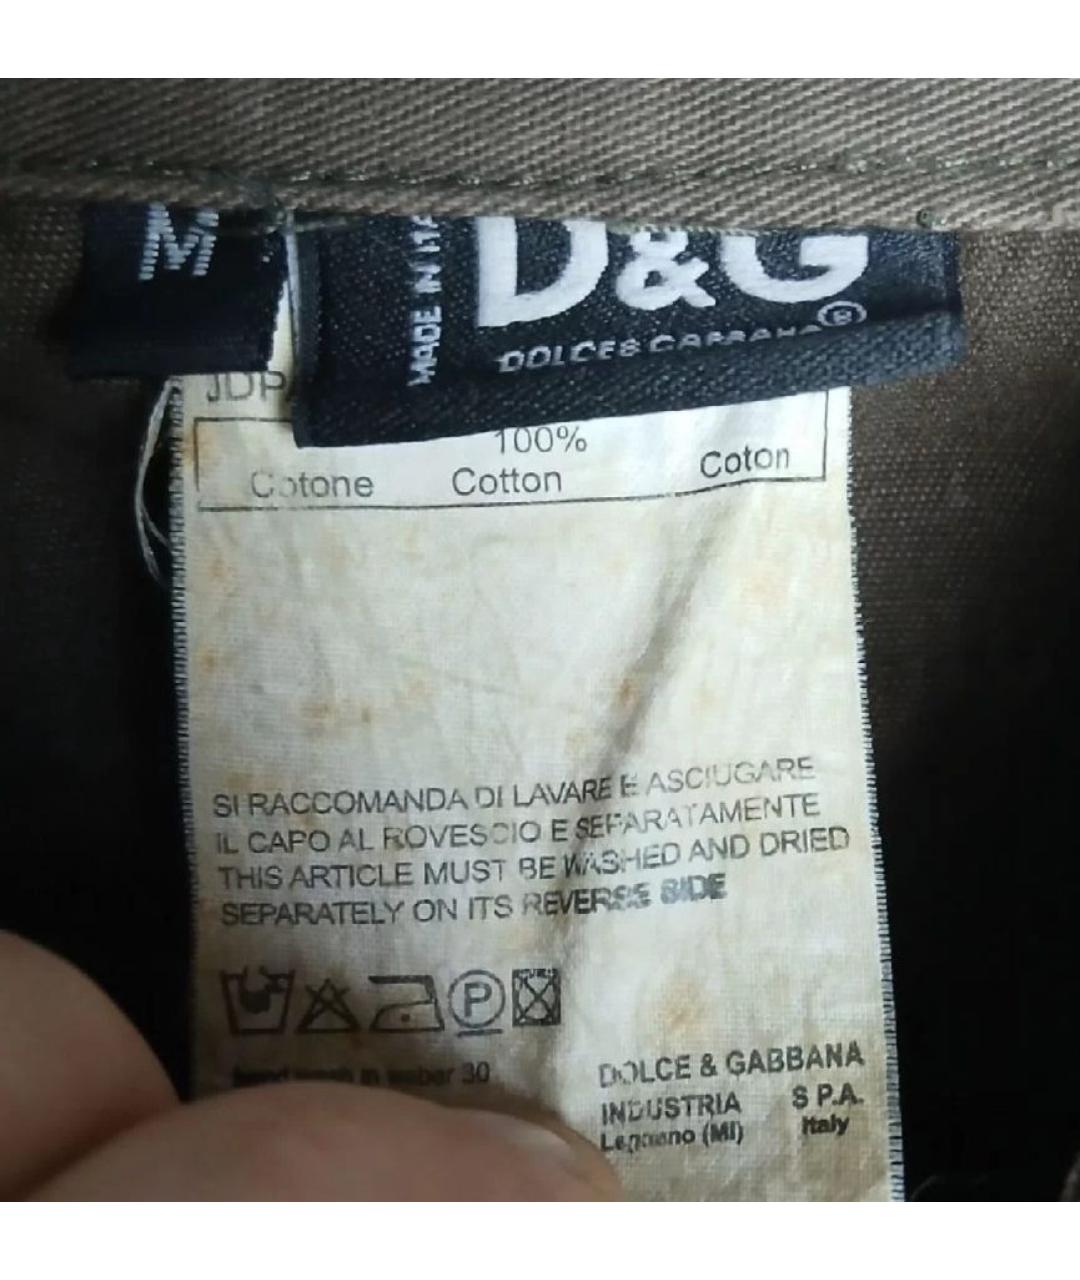 M
MADE IN
D&G
®
DOLCE&GABBANA
JDP
100%
Cotone Cotton Coton
SI RACCOMANDA DI LAVARE E ASCIUGARE
IL CAPO AL ROVESCIO E SEPARATAMENTE
THIS ARTICLE MUST BE WASHED AND DRIED
SEPARATELY ON ITS REVERSE SIDE
P
30
DOLCE & GABBANA
INDUSTRIA S P.A.
Legnano (MI) Italy